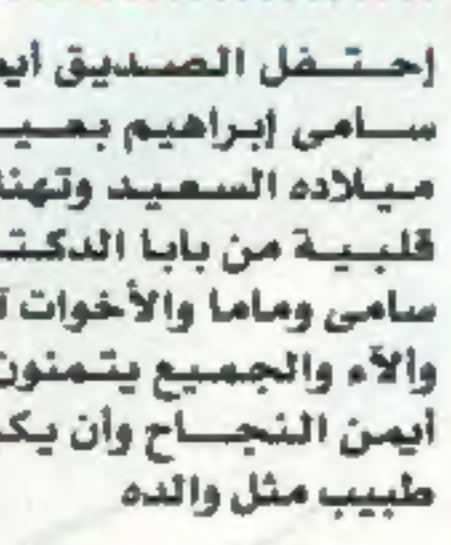 إحتفل الصديق
سامى إبراهيم
ميلاده السعيد
قلبية من بابا
سامى وماما والأخوات
وآلاء والجميع يتمنون
أيمن النجاح وأن
طبيب مثل والده